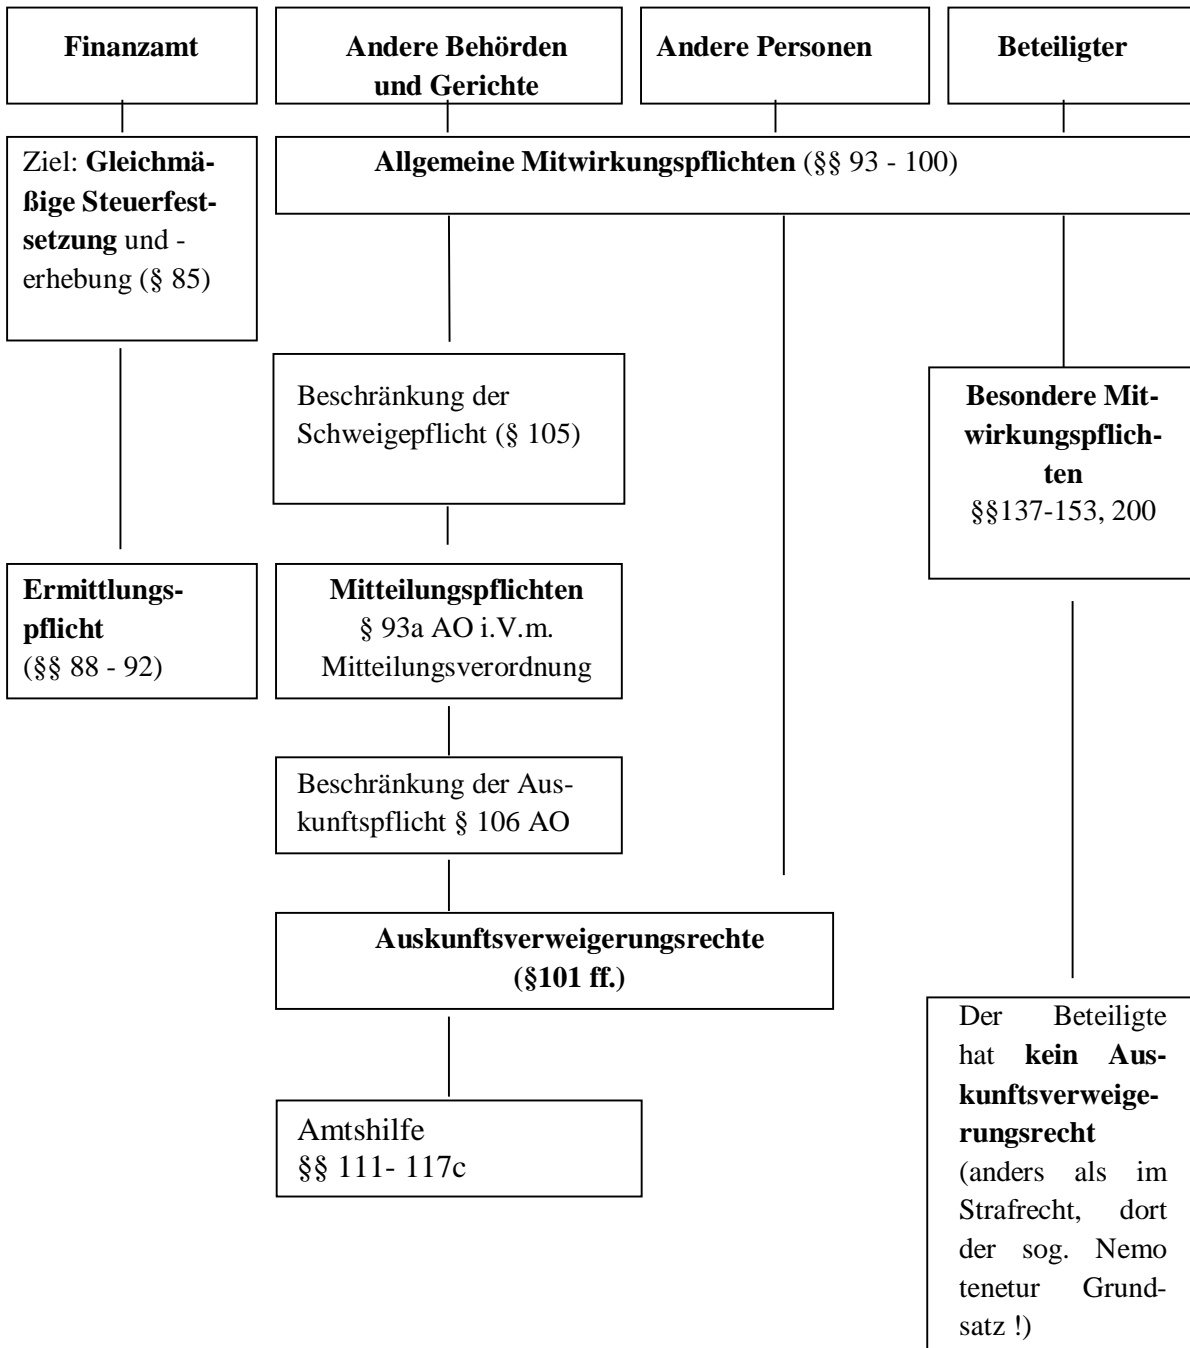 Finanzamt
Andere Behörden
und Gerichte
Andere Personen
Beteiligter
Ziel: Gleichmä-
ßige Steuerfest-
setzung und -
erhebung (§ 85)
Allgemeine Mitwirkungspflichten (§§ 93 - 100)
Beschränkung der
Schweigepflicht (§ 105)
Besondere Mit-
wirkungspflich-
ten
§§137-153, 200
Ermittlungs-
pflicht
(§§ 88 - 92)
Mitteilungspflichten
§ 93a AO i.V.m.
Mitteilungsverordnung
Beschränkung der Aus-
kunftspflicht § 106 AO
Auskunftsverweigerungsrechte
(§101 ff.)
Amtshilfe
§§ 111- 117c
Der Beteiligte
hat kein Aus-
kunftsverweige-
rungsrecht
(anders als im
Strafrecht, dort
der sog. Nemo
tenetur Grund-
satz !)